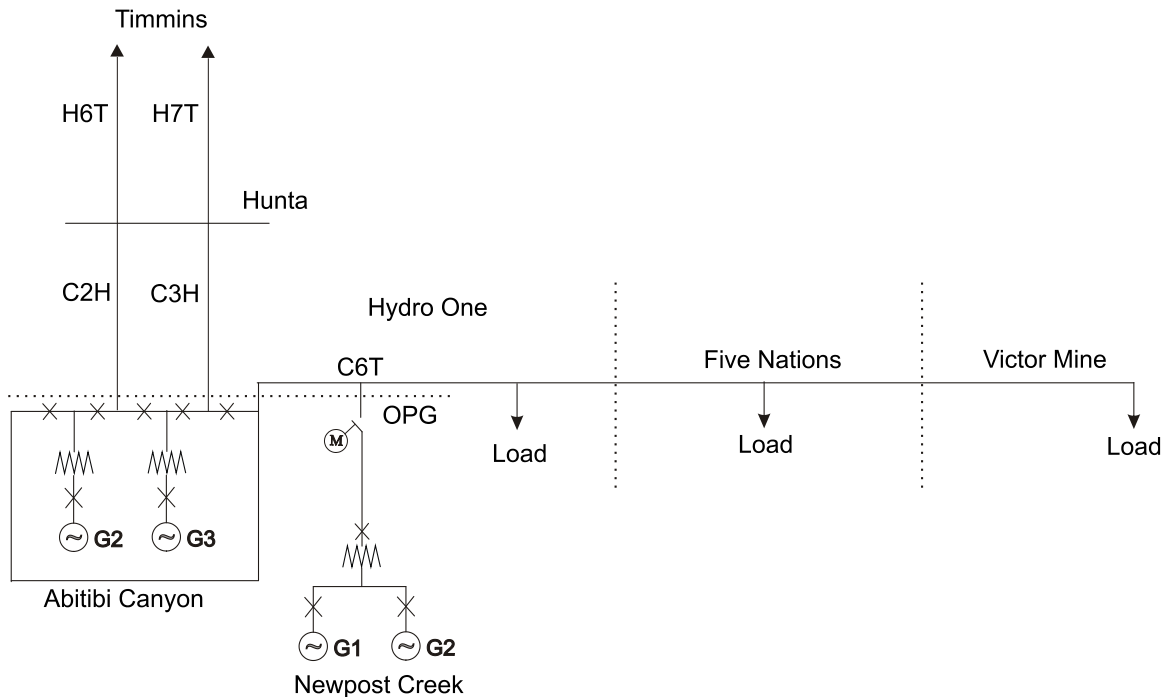 Timmins
H6T
H7T
Hunta
C2H
C3H
Hydro One
C6T
Five Nations
Victor Mine
OPG
M
Load
Load
Load
G2
G3
Abitibi Canyon
G1
G2
Newpost Creek